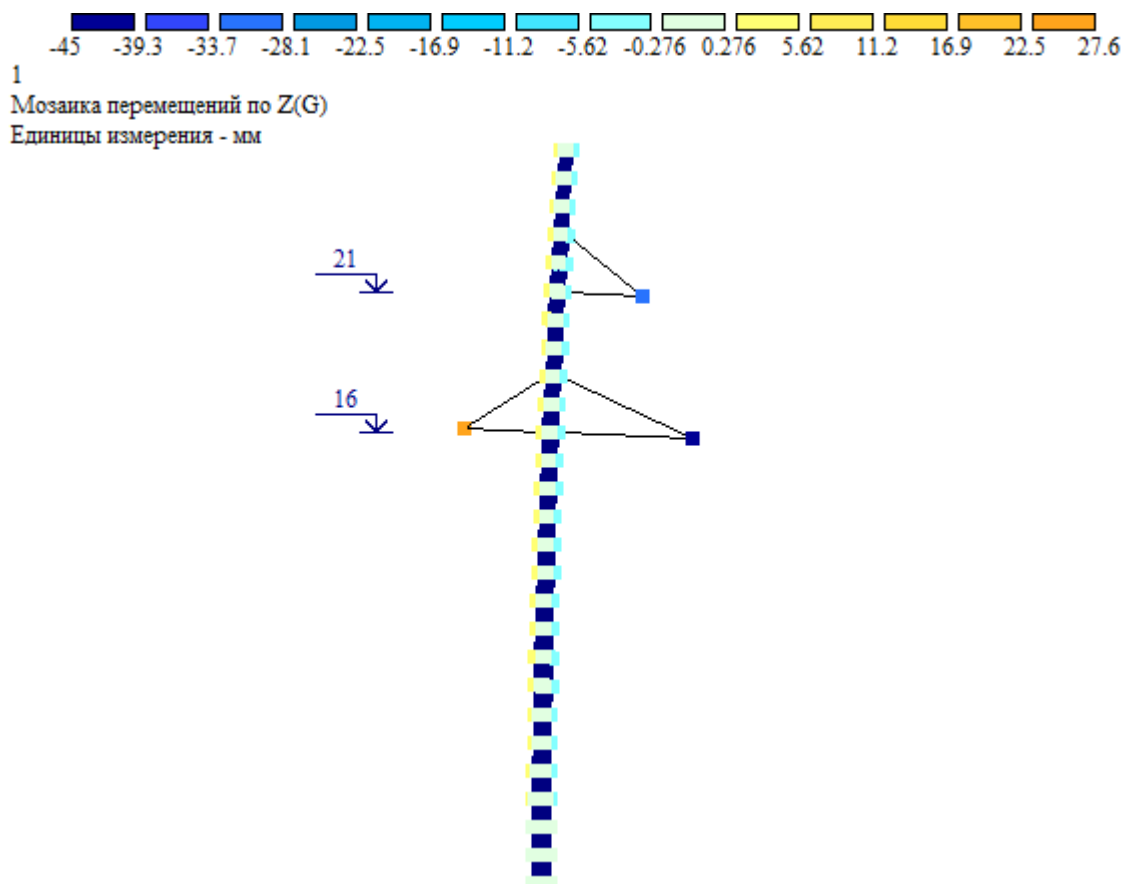 -45 -39.3 -33.7 -28.1 -22.5 -16.9 -11.2 -5.62 -0.276 0.276 5.62 11.2 16.9 22.5 27.6
1
Мозаика перемещений по Z(G)
Единицы измерения - мм
21
16